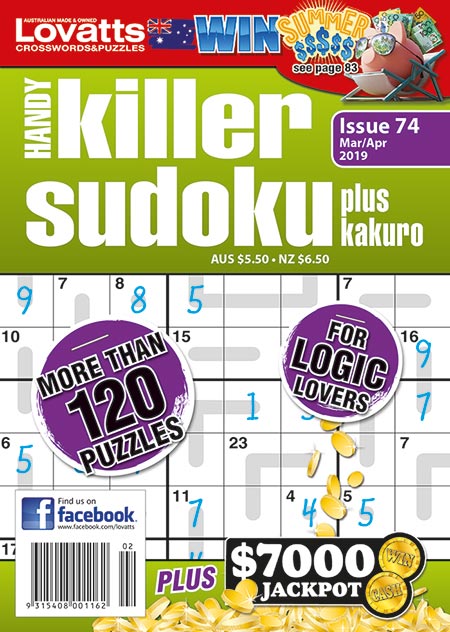 AUSTRALIAN MADE & OWNED
Lovatts
CROSSWORDS&PUZZLES
WIN
SUMMER
$$$$$
see page 83
HANDY
killer
sudoku
plus
kakuro
Issue 74
Mar/Apr
2019
AUS $5.50 • NZ $6.50
7
8
7
9
8
5
10
15
16
9
MORE THAN
120
PUZZLES
FOR
LOGIC
LOVERS
1
5
7
6
23
16
5
11
7
4
5
17
Find us on
facebook®
www.facebook.com/lovatts
02
9 315408 001162
PLUS
$7000
JACKPOT
WIN
CASH